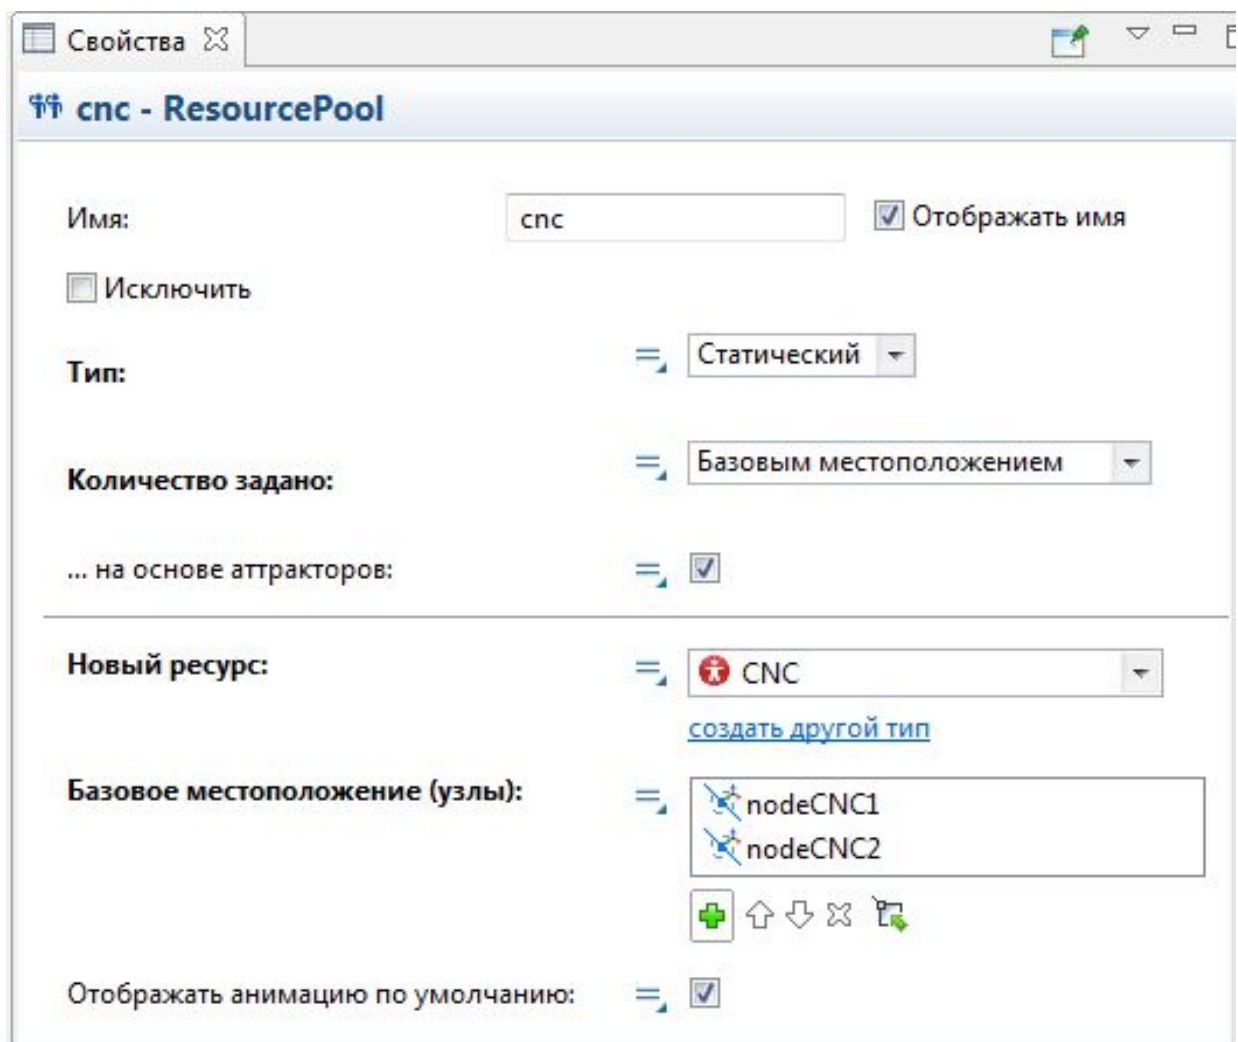 Свойства
cnc - ResourcePool
Имя: cnc Отображать имя
Исключить
Тип: Статический
Количество задано: Базовым местоположением
... на основе аттракторов:
Новый ресурс: CNC
создать другой тип
Базовое местоположение (узлы): nodeCNC1
nodeCNC2
Отображать анимацию по умолчанию: